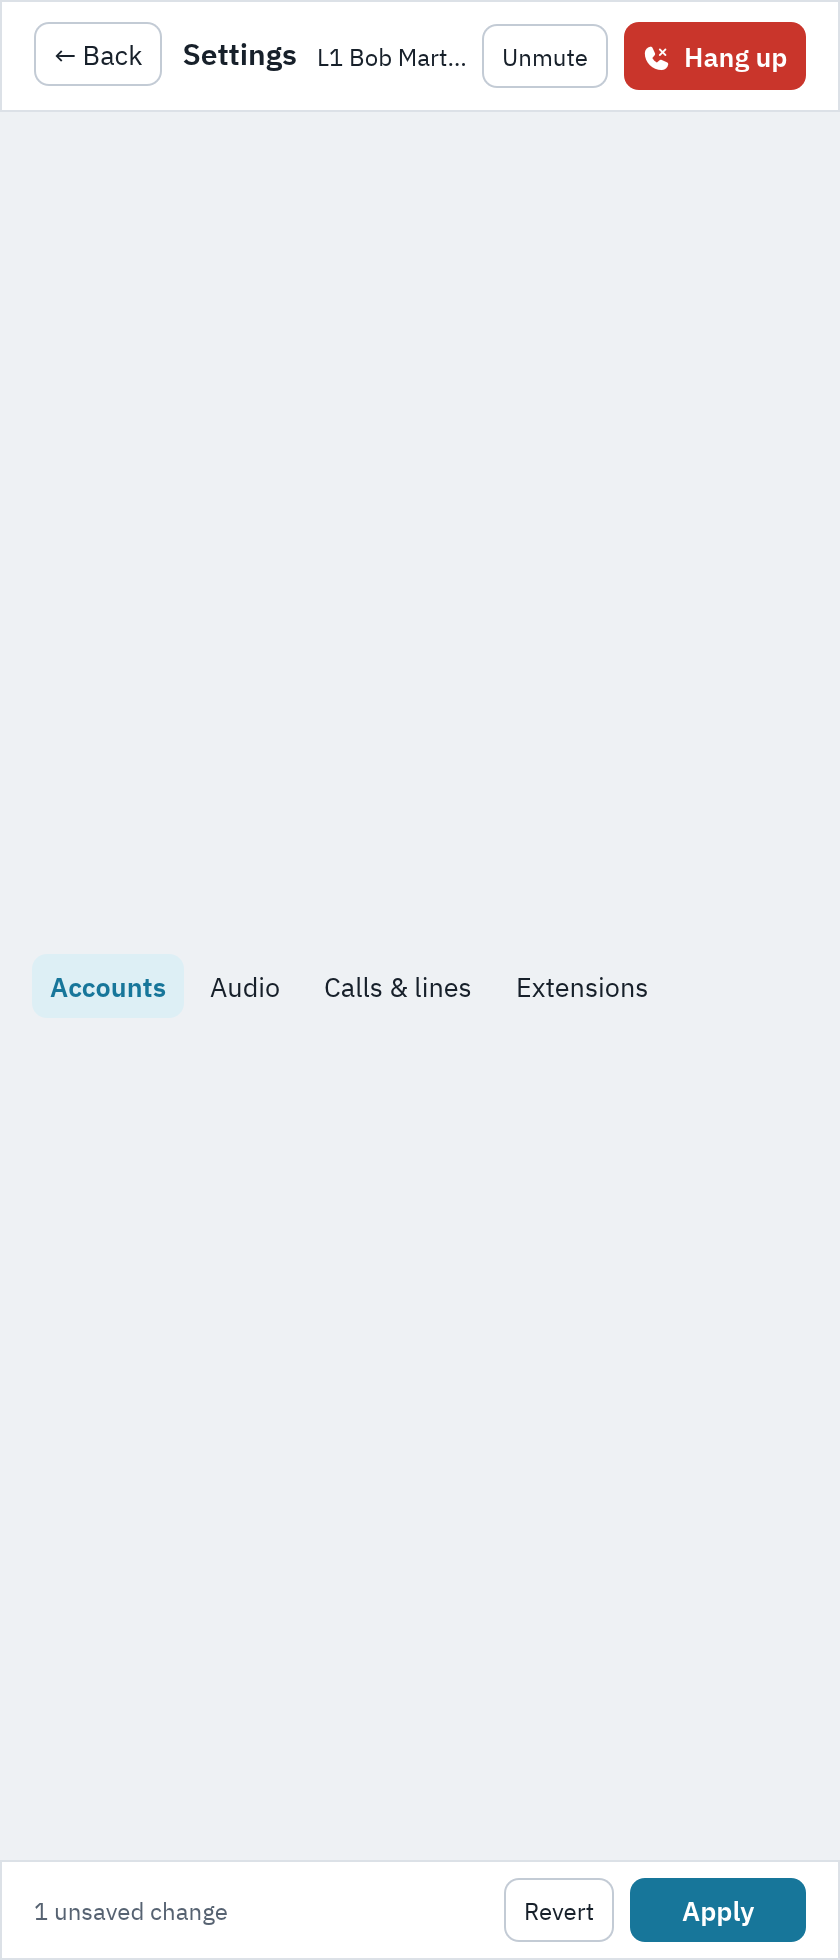 ← Back Settings L1 Bob Mart... Unmute Hang up
Accounts Audio Calls & lines Extensions
1 unsaved change Revert Apply